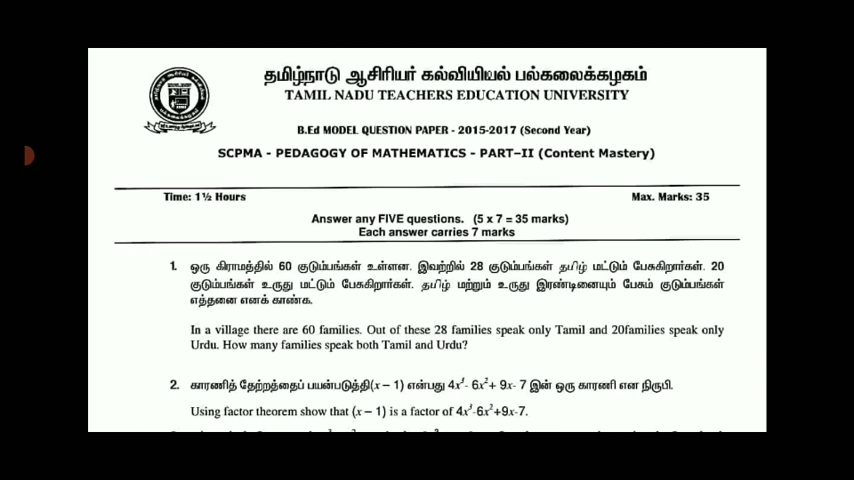 தமிழ்நாடு ஆசிரியர் கல்வியியல் பல்கலைக்கழகம்
TAMIL NADU TEACHERS EDUCATION UNIVERSITY
B.Ed MODEL QUESTION PAPER - 2015-2017 (Second Year)
SCPMA - PEDAGOGY OF MATHEMATICS - PART–II (Content Mastery)
Time: 1½ Hours Max. Marks: 35
Answer any FIVE questions. (5 x 7 = 35 marks)
Each answer carries 7 marks
1. ஒரு கிராமத்தில் 60 குடும்பங்கள் உள்ளன. இவற்றில் 28 குடும்பங்கள் தமிழ் மட்டும் பேசுகிறார்கள். 20
குடும்பங்கள் உருது மட்டும் பேசுகிறார்கள். தமிழ் மற்றும் உருது இரண்டினையும் பேசும் குடும்பங்கள்
எத்தனை எனக் காண்க.
In a village there are 60 families. Out of these 28 families speak only Tamil and 20families speak only
Urdu. How many families speak both Tamil and Urdu?
2. காரணித் தேற்றத்தைப் பயன்படுத்தி(x – 1) என்பது 4x³- 6x²+ 9x- 7 இன் ஒரு காரணி என நிருபி.
Using factor theorem show that (x – 1) is a factor of 4x³-6x²+9x-7.